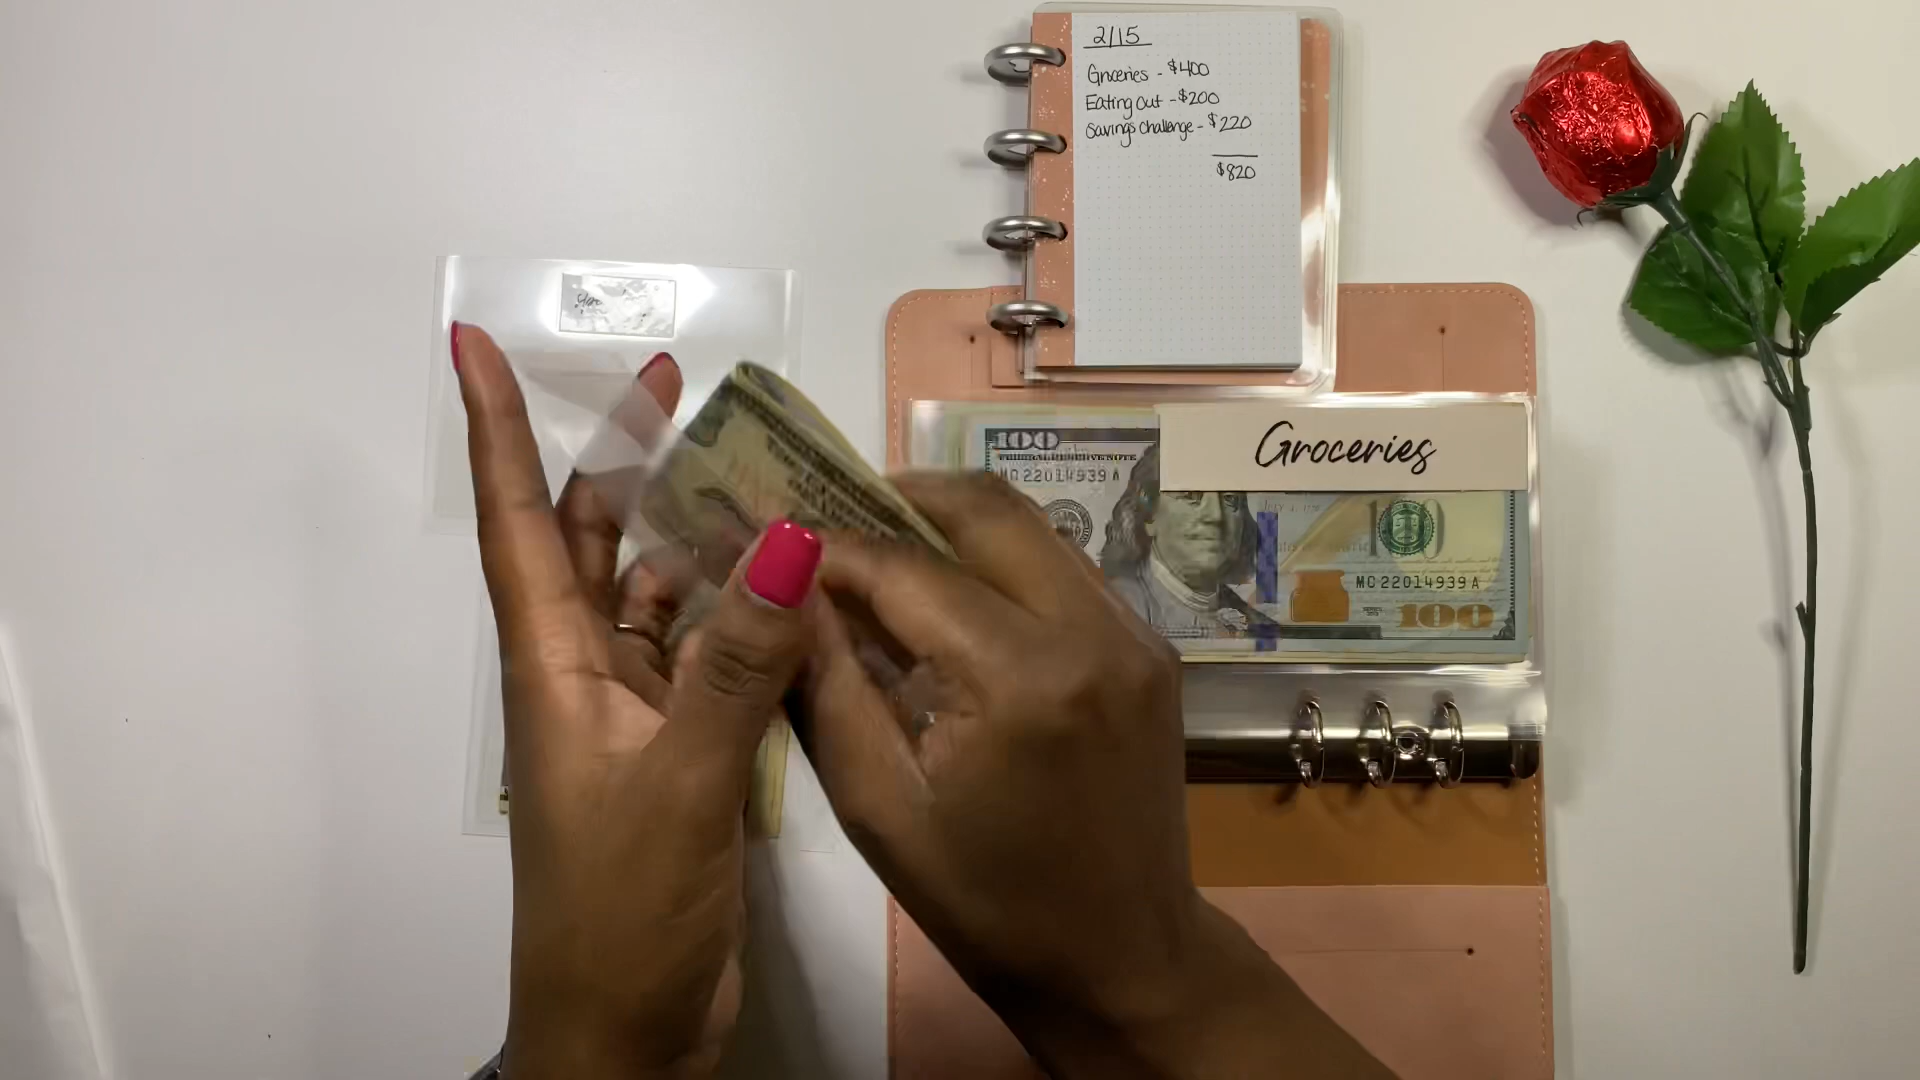 2/15
Groceries - $400
Eating Out - $200
Savings Challenge - $220
$820
Groceries
100
MC 22014939 A
100
MC 22014939 A
100